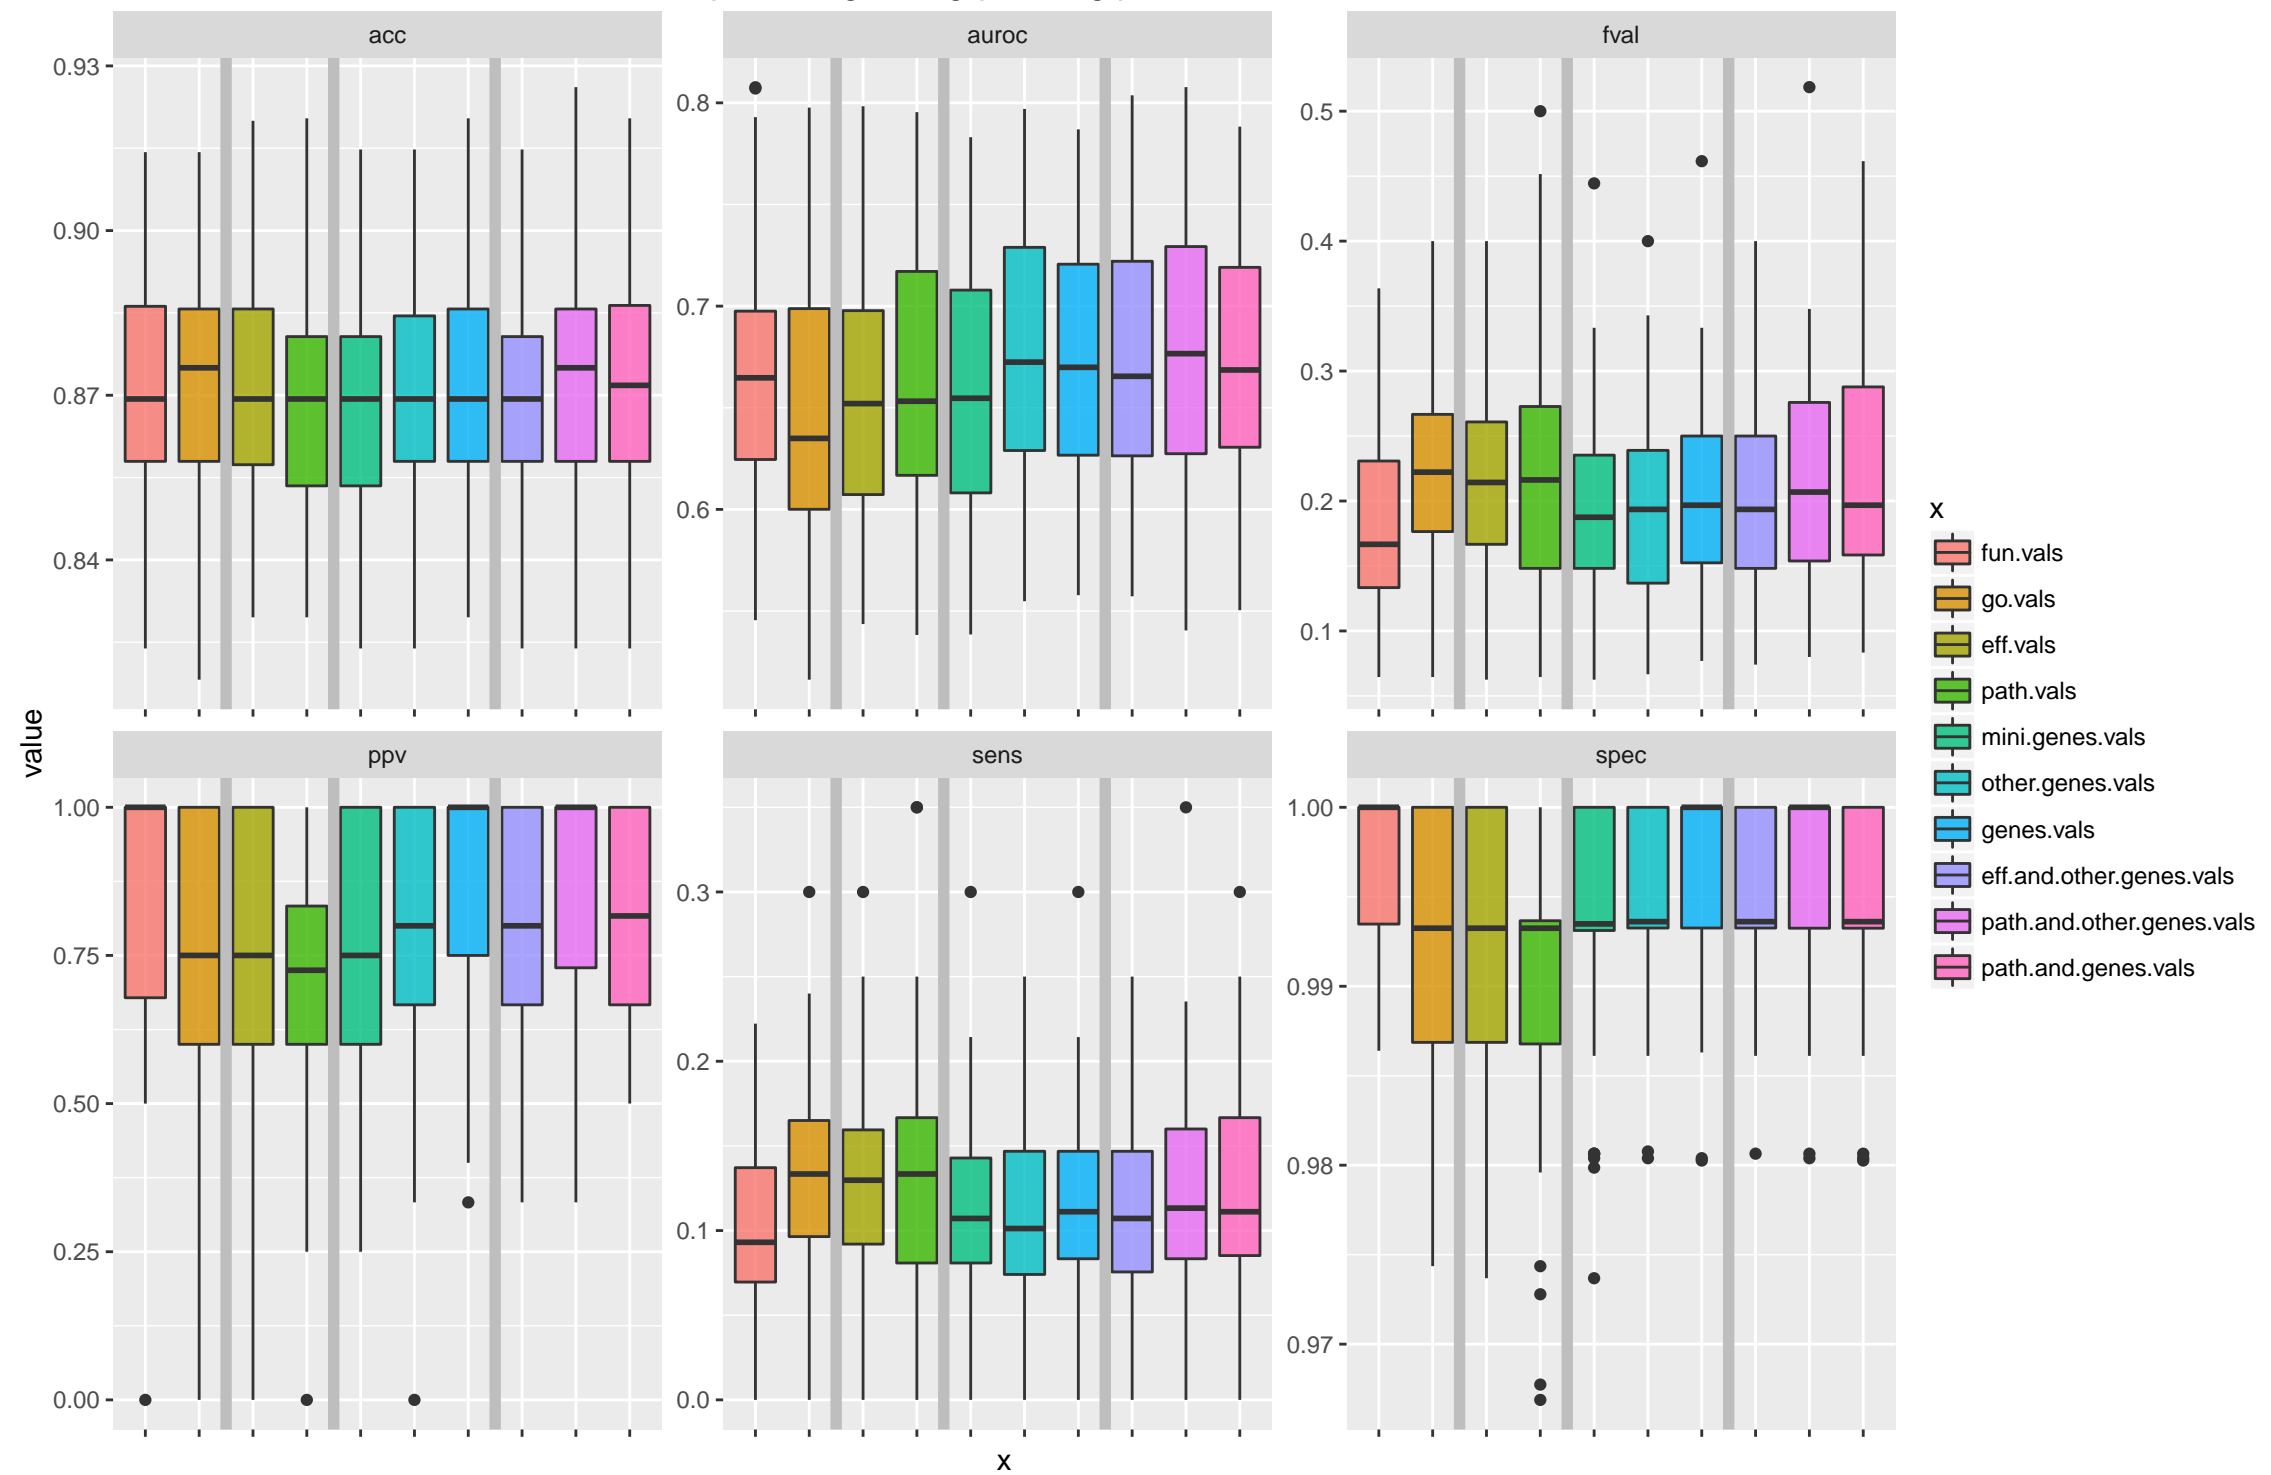 acc
auroc
fval
0.93
0.90
0.87
0.84
0.8
0.7
0.6
0.5
0.4
0.3
0.2
0.1
value
ppv
sens
spec
1.00
0.75
0.50
0.25
0.00
0.3
0.2
0.1
0.0
1.00
0.99
0.98
0.97
x
x
fun.vals
go.vals
eff.vals
path.vals
mini.genes.vals
other.genes.vals
genes.vals
eff.and.other.genes.vals
path.and.other.genes.vals
path.and.genes.vals